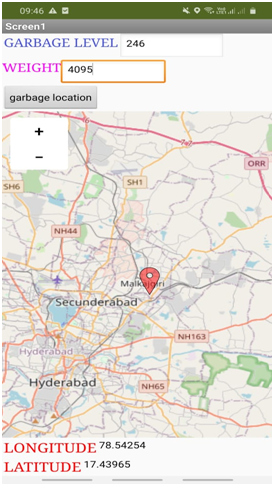 09:46
Screen1
GARBAGE LEVEL 246
WEIGHT 4095
garbage location
+
−
ORR
SH6
SH1
NH44
Malkajgiri
Secunderabad
NH163
Hyderabad
Hyderabad
NH65
LONGITUDE 78.54254
LATITUDE 17.43965